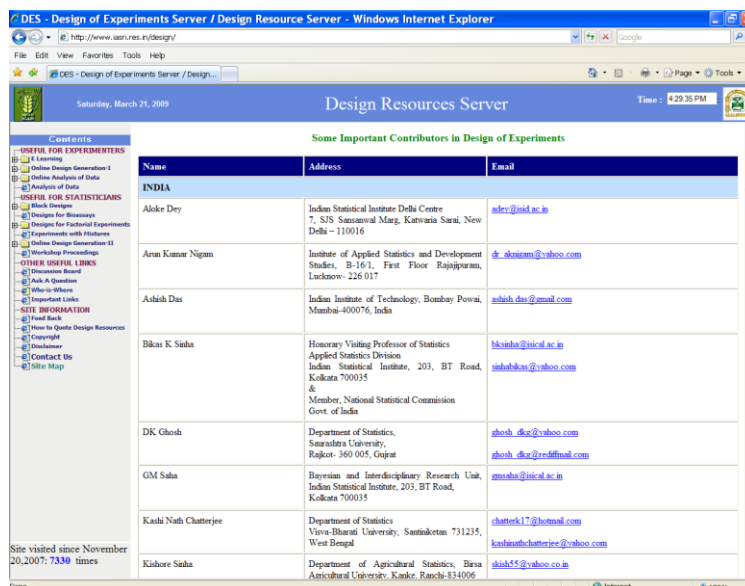 DES - Design of Experiments Server / Design Resource Server - Windows Internet Explorer
http://www.iasri.res.in/design/
Google
File Edit View Favorites Tools Help
DES - Design of Experiments Server / Design...
Page Tools
Saturday, March 21, 2009
Design Resources Server
Time : 4:29:35 PM
Contents
USEFUL FOR EXPERIMENTERS
E Learning
Online Design Generation-I
Online Analysis of Data
Analysis of Data
USEFUL FOR STATISTICIANS
Block Designs
Designs for Bioassays
Designs for Factorial Experiments
Experiments with Mixtures
Online Design Generation-II
Workshop Proceedings
OTHER USEFUL LINKS
Discussion Board
Ask A Question
Who-is-Where
Important Links
SITE INFORMATION
Feed Back
How to Quote Design Resources
Copyright
Disclaimer
Contact Us
Site Map
Site visited since November
20,2007: 7330 times
Some Important Contributors in Design of Experiments
Name Address Email
INDIA
Aloke Dey Indian Statistical Institute Delhi Centre adey@isid.ac.in
7, SJS Sansanwal Marg, Katwaria Sarai, New
Delhi – 110016
Arun Kumar Nigam Institute of Applied Statistics and Development dr_aknigam@yahoo.com
Studies, B-16/1, First Floor Rajajipuram,
Lucknow- 226 017
Ashish Das Indian Institute of Technology, Bombay Powai, ashish.das@gmail.com
Mumbai-400076, India
Bikas K Sinha Honorary Visiting Professor of Statistics bksinha@isical.ac.in
Applied Statistics Division
Indian Statistical Institute, 203, BT Road, sinhabikas@yahoo.com
Kolkata 700035
&
Member, National Statistical Commission
Govt. of India
DK Ghosh Department of Statistics, ghosh_dkg@yahoo.com
Saurashtra University,
Rajkot- 360 005, Gujrat ghosh_dkg@rediffmail.com
GM Saha Bayesian and Interdisciplinary Research Unit, gmsaha@isical.ac.in
Indian Statistical Institute, 203, BT Road,
Kolkata 700035
Kashi Nath Chatterjee Department of Statistics chatterk17@hotmail.com
Visva-Bharati University, Santiniketan 731235,
West Bengal kashinathchatterjee@yahoo.com
Kishore Sinha Department of Agricultural Statistics, Birsa skish55@yahoo.co.in
Agricultural University, Kanke, Ranchi-834006